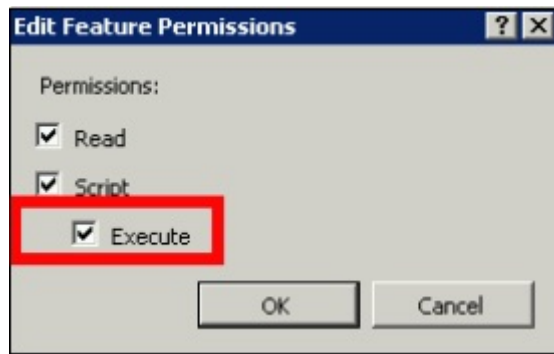 Edit Feature Permissions
Permissions:
Read
Script
Execute
OK Cancel